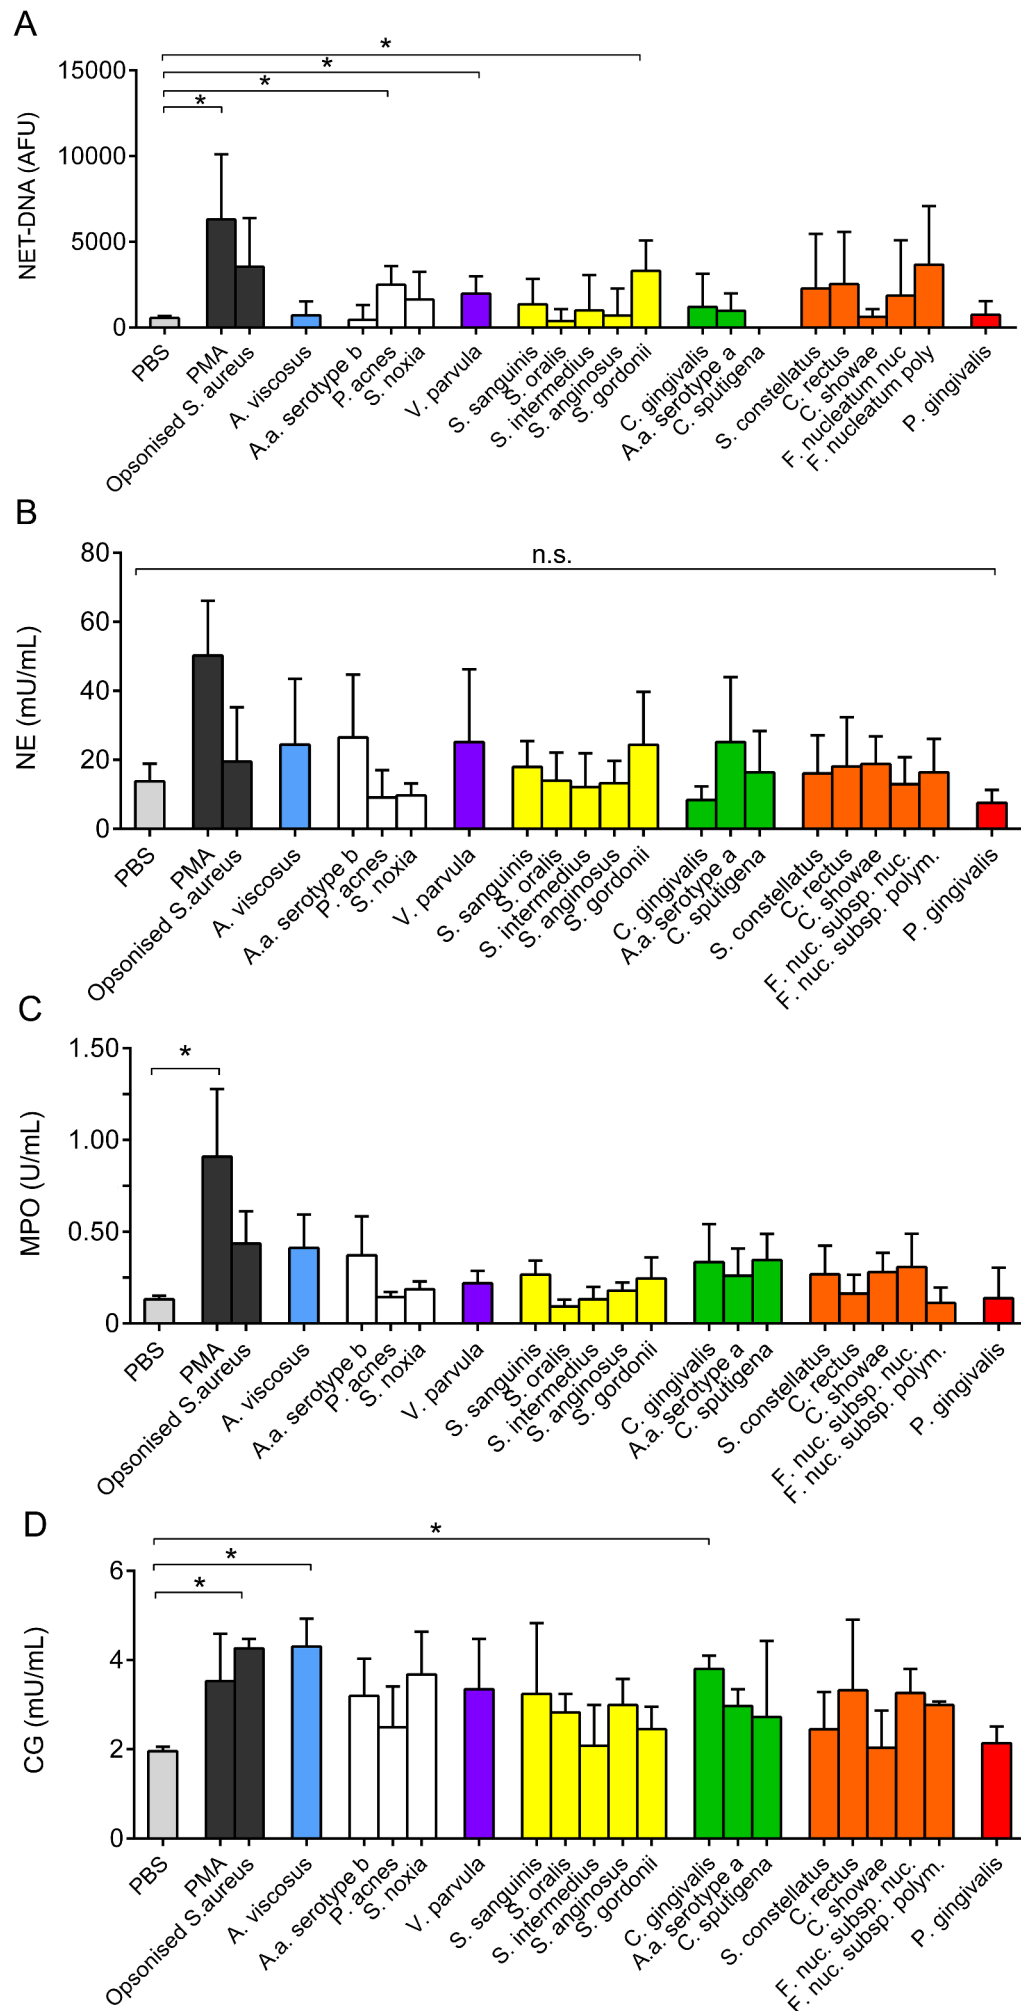 A
*
*
*
*
15000
10000
5000
0
NET-DNA (AFU)
PBS
PMA
Opsonised S. aureus
A. viscosus
A.a. serotype b
P. acnes
S. noxia
V. parvula
S. sanguinis
S. oralis
S. intermedius
S. anginosus
S. gordonii
C. gingivalis
A.a. serotype a
C. sputigena
S. constellatus
C. rectus
C. showae
F. nucleatum nuc
F. nucleatum poly
P. gingivalis
B
n.s.
80
60
40
20
0
NE (mU/mL)
PBS
PMA
Opsonised S.aureus
A. viscosus
A.a. serotype b
P. acnes
S. noxia
V. parvula
S. sanguinis
S. oralis
S. intermedius
S. anginosus
S. gordonii
C. gingivalis
A.a. serotype a
C. sputigena
S. constellatus
C. rectus
C. showae
F. nuc. subsp. nuc.
F. nuc. subsp. polym.
P. gingivalis
C
*
1.50
1.00
0.50
0
MPO (U/mL)
PBS
PMA
Opsonised S.aureus
A. viscosus
A.a. serotype b
P. acnes
S. noxia
V. parvula
S. sanguinis
S. oralis
S. intermedius
S. anginosus
S. gordonii
C. gingivalis
A.a. serotype a
C. sputigena
S. constellatus
C. rectus
C. showae
F. nuc. subsp. nuc.
F. nuc. subsp. polym.
P. gingivalis
D
*
*
*
6
4
2
0
CG (mU/mL)
PBS
PMA
Opsonised S.aureus
A. viscosus
A.a. serotype b
P. acnes
S. noxia
V. parvula
S. sanguinis
S. oralis
S. intermedius
S. anginosus
S. gordonii
C. gingivalis
A.a. serotype a
C. sputigena
S. constellatus
C. rectus
C. showae
F. nuc. subsp. nuc.
F. nuc. subsp. polym.
P. gingivalis